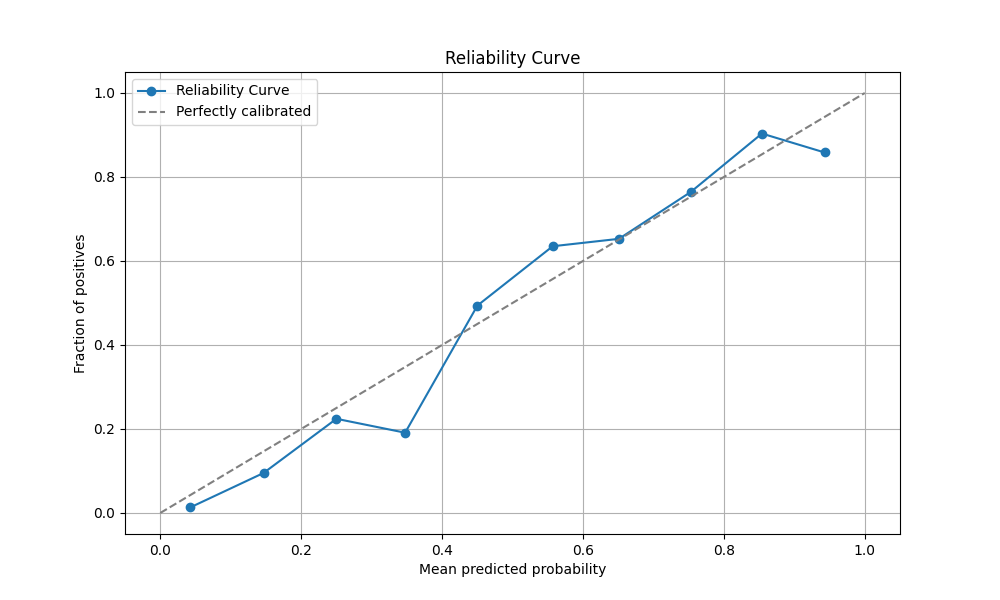 Reliability Curve
Reliability Curve
Perfectly calibrated
1.0
0.8
0.6
0.4
0.2
0.0
Fraction of positives
0.0 0.2 0.4 0.6 0.8 1.0
Mean predicted probability